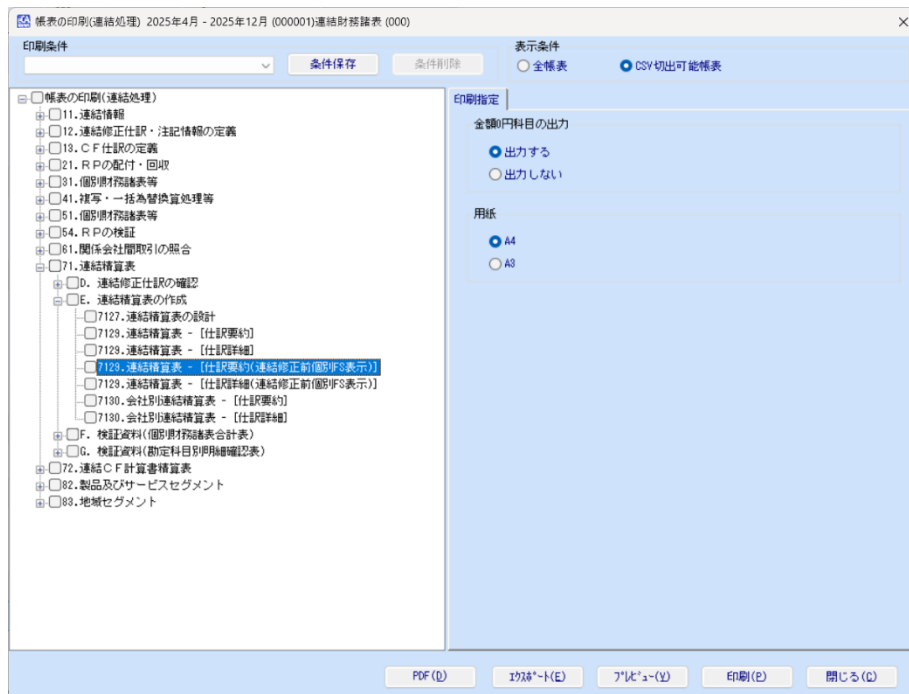 帳表の印刷(連結処理) 2025年4月 - 2025年12月 (000001)連結財務諸表 (000)
印刷条件
条件保存
条件削除
表示条件
全帳表
CSV切出可能帳表
帳表の印刷(連結処理)
11.連結情報
12.連結修正仕訳・注記情報の定義
13.ＣＦ仕訳の定義
21.ＲＰの配付・回収
31.個別財務諸表等
41.複写・一括為替換算処理等
51.個別財務諸表等
54.ＲＰの検証
61.関係会社間取引の照合
71.連結精算表
D. 連結修正仕訳の確認
E. 連結精算表の作成
7127.連結精算表の設計
7129.連結精算表 - [仕訳要約]
7129.連結精算表 - [仕訳詳細]
7129.連結精算表 - [仕訳要約(連結修正前個別FS表示)]
7129.連結精算表 - [仕訳詳細(連結修正前個別FS表示)]
7130.会社別連結精算表 - [仕訳要約]
7130.会社別連結精算表 - [仕訳詳細]
F. 検証資料(個別財務諸表合計表)
G. 検証資料(勘定科目別明細確認表)
72.連結ＣＦ計算書精算表
82.製品及びサービスセグメント
83.地域セグメント
印刷指定
金額0円科目の出力
出力する
出力しない
用紙
A4
A3
PDF(D)
ｴｸｽﾎﾟｰﾄ(E)
ﾌﾟﾚﾋﾞｭｰ(V)
印刷(P)
閉じる(C)